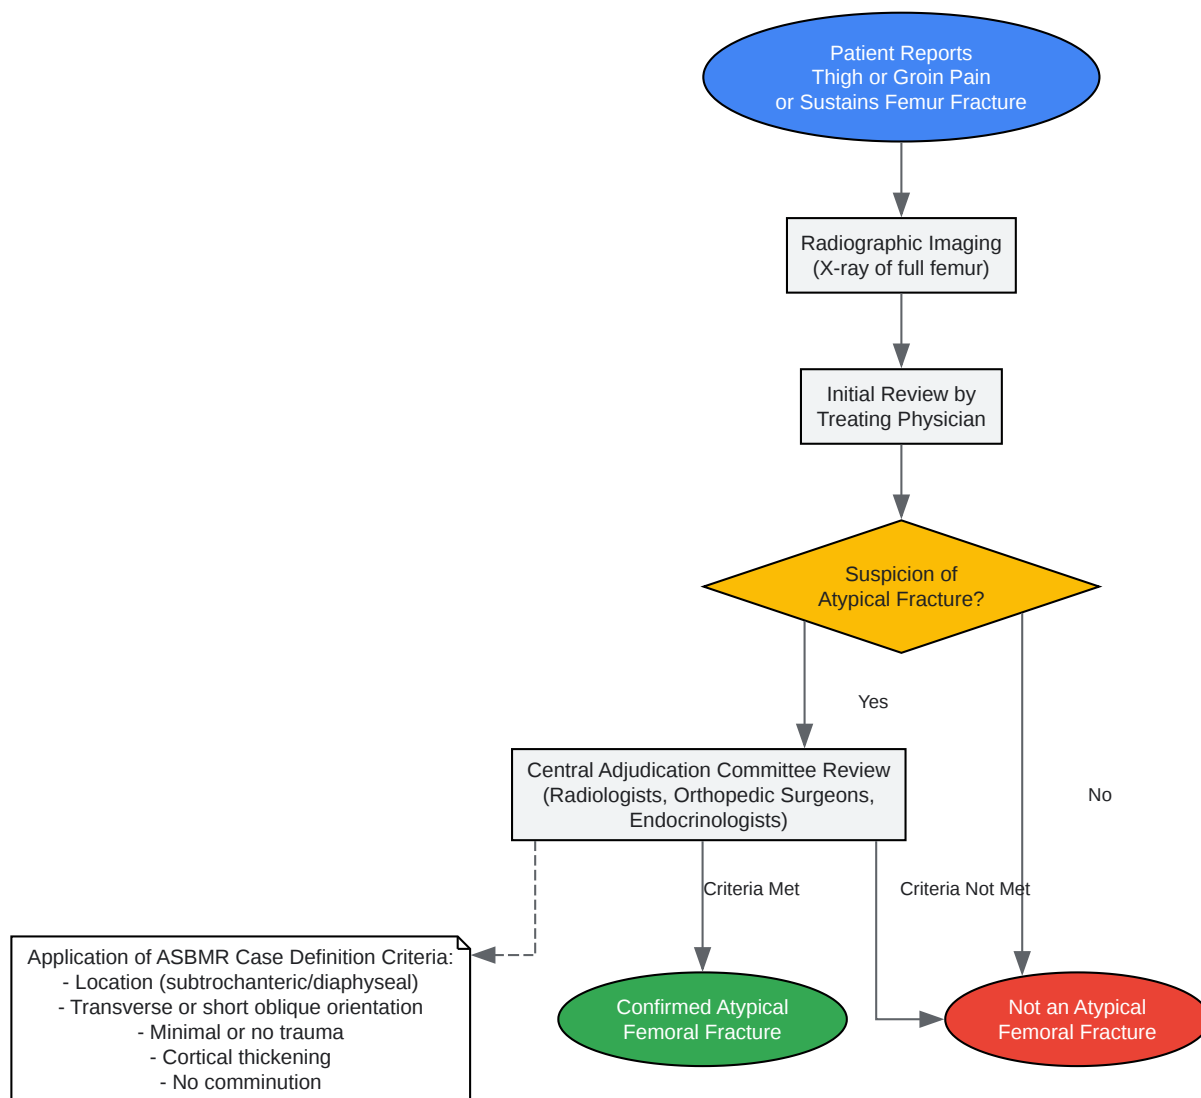 Patient Reports
Thigh or Groin Pain
or Sustains Femur Fracture
Radiographic Imaging
(X-ray of full femur)
Initial Review by
Treating Physician
Suspicion of
Atypical Fracture?
Yes
No
Central Adjudication Committee Review
(Radiologists, Orthopedic Surgeons,
Endocrinologists)
Criteria Met
Criteria Not Met
Application of ASBMR Case Definition Criteria:
- Location (subtrochanteric/diaphyseal)
- Transverse or short oblique orientation
- Minimal or no trauma
- Cortical thickening
- No comminution
Confirmed Atypical
Femoral Fracture
Not an Atypical
Femoral Fracture